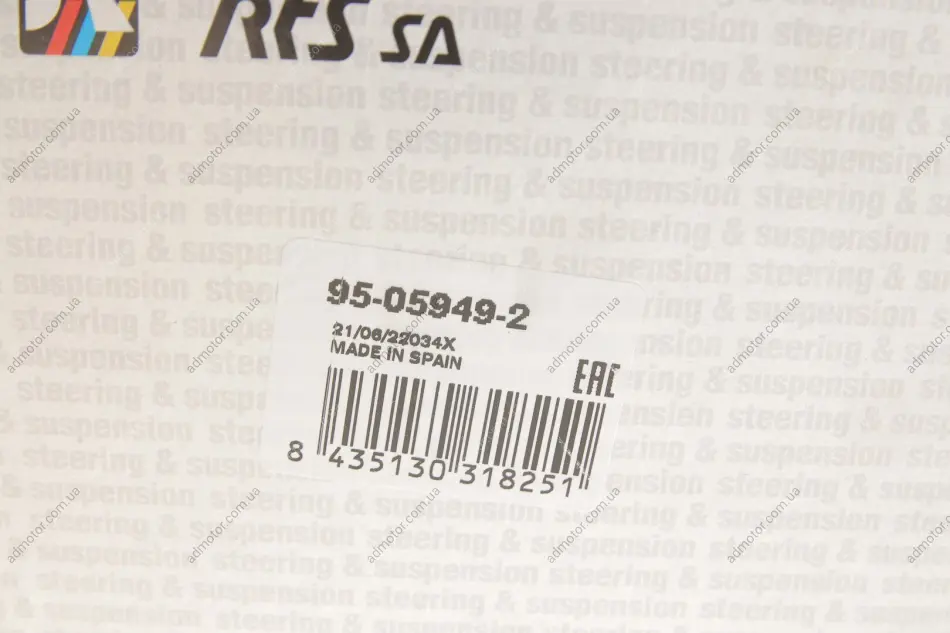 RTS SA
95-05949-2
21/06/22034X
MADE IN SPAIN
EAC
8 435130 318251
steering & suspension steering & suspension
admotor.com.ua